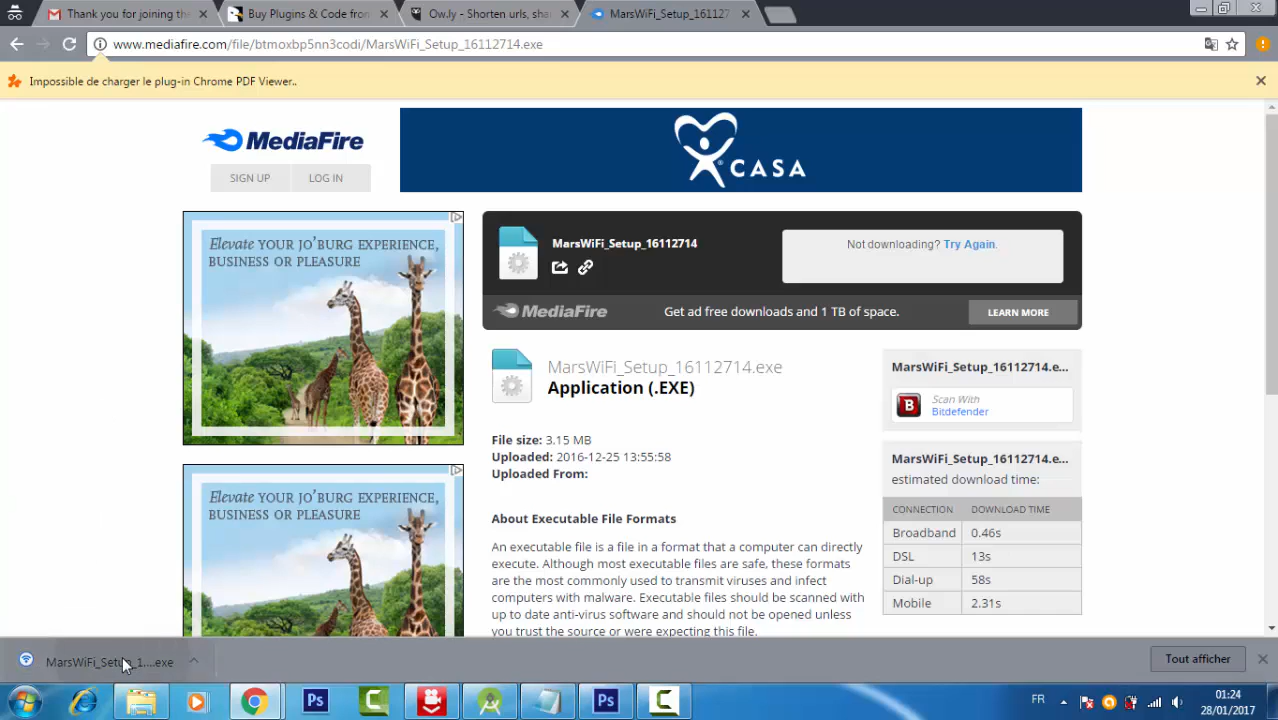 Thank you for joining the
Buy Plugins & Code from
Ow.ly - Shorten urls, sha
MarsWiFi_Setup_161127
www.mediafire.com/file/btmoxbp5nn3codi/MarsWiFi_Setup_16112714.exe
Impossible de charger le plug-in Chrome PDF Viewer..
MediaFire
SIGN UP
LOG IN
CASA
Elevate YOUR JO'BURG EXPERIENCE,
BUSINESS OR PLEASURE
MarsWiFi_Setup_16112714
Not downloading? Try Again.
MediaFire
Get ad free downloads and 1 TB of space.
LEARN MORE
MarsWiFi_Setup_16112714.exe
Application (.EXE)
File size: 3.15 MB
Uploaded: 2016-12-25 13:55:58
Uploaded From:
About Executable File Formats
An executable file is a file in a format that a computer can directly
execute. Although most executable files are safe, these formats
are the most commonly used to transmit viruses and infect
computers with malware. Executable files should be scanned with
up to date anti-virus software and should not be opened unless
you trust the source or were expecting this file.
MarsWiFi_Setup_16112714.e...
B
Scan With
Bitdefender
MarsWiFi_Setup_16112714.e...
estimated download time:
CONNECTION DOWNLOAD TIME
Broadband 0.46s
DSL 13s
Dial-up 58s
Mobile 2.31s
Elevate YOUR JO'BURG EXPERIENCE,
BUSINESS OR PLEASURE
MarsWiFi_Setup_1....exe
Tout afficher
Ps
Ps
FR
01:24
28/01/2017